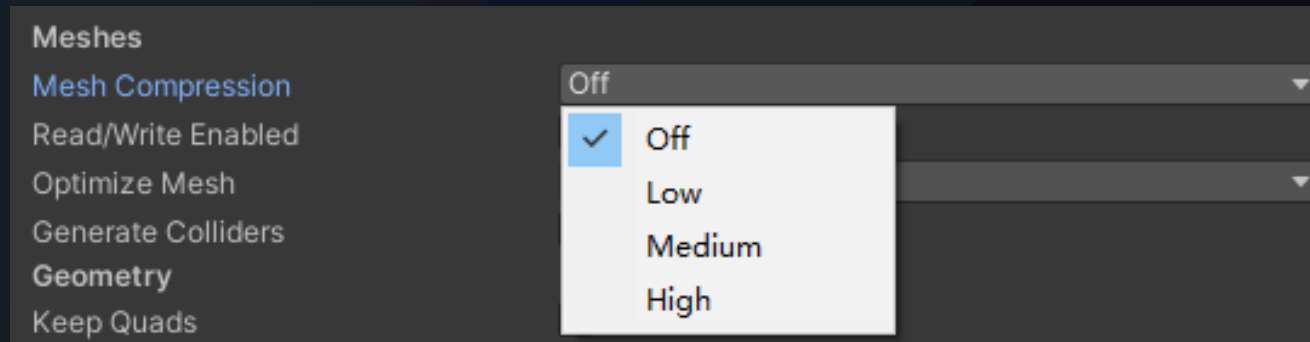 Meshes
Mesh Compression Off
Read/Write Enabled
Off
Optimize Mesh
Low
Generate Colliders
Medium
Geometry
High
Keep Quads